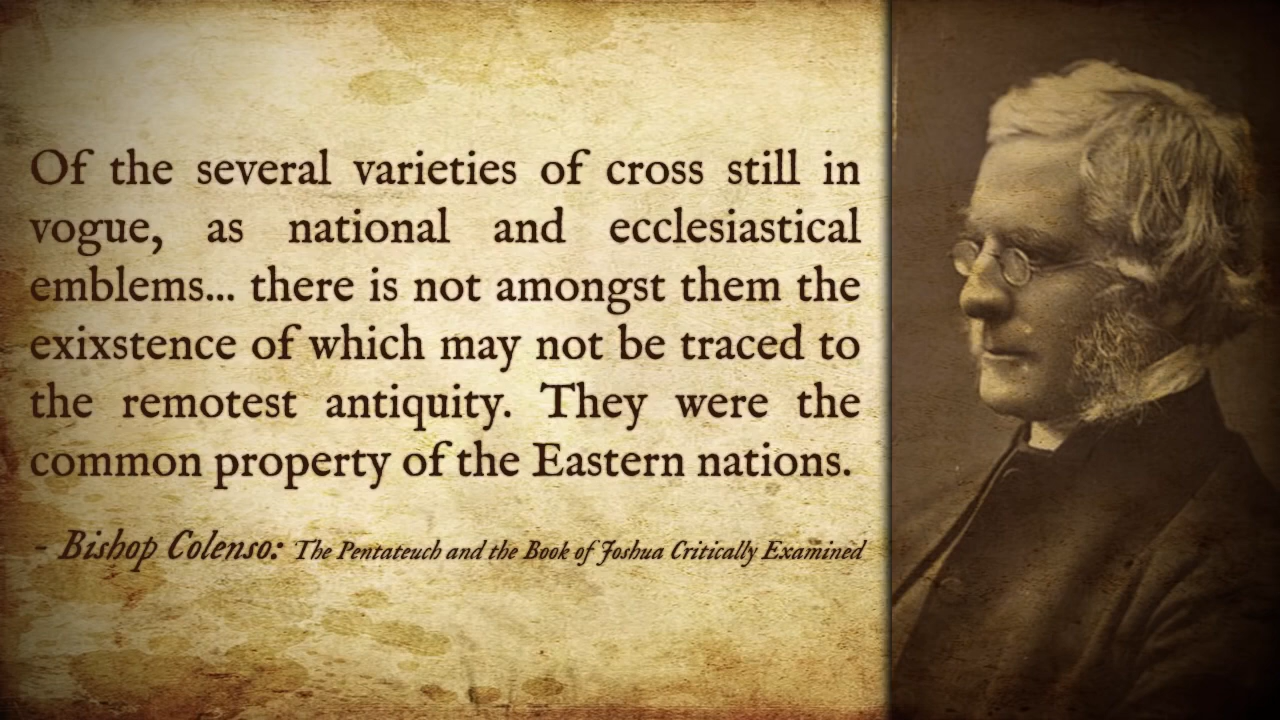 Of the several varieties of cross still in
vogue, as national and ecclesiastical
emblems... there is not amongst them the
exixstence of which may not be traced to
the remotest antiquity. They were the
common property of the Eastern nations.
- Bishop Colenso: The Pentateuch and the Book of Joshua Critically Examined